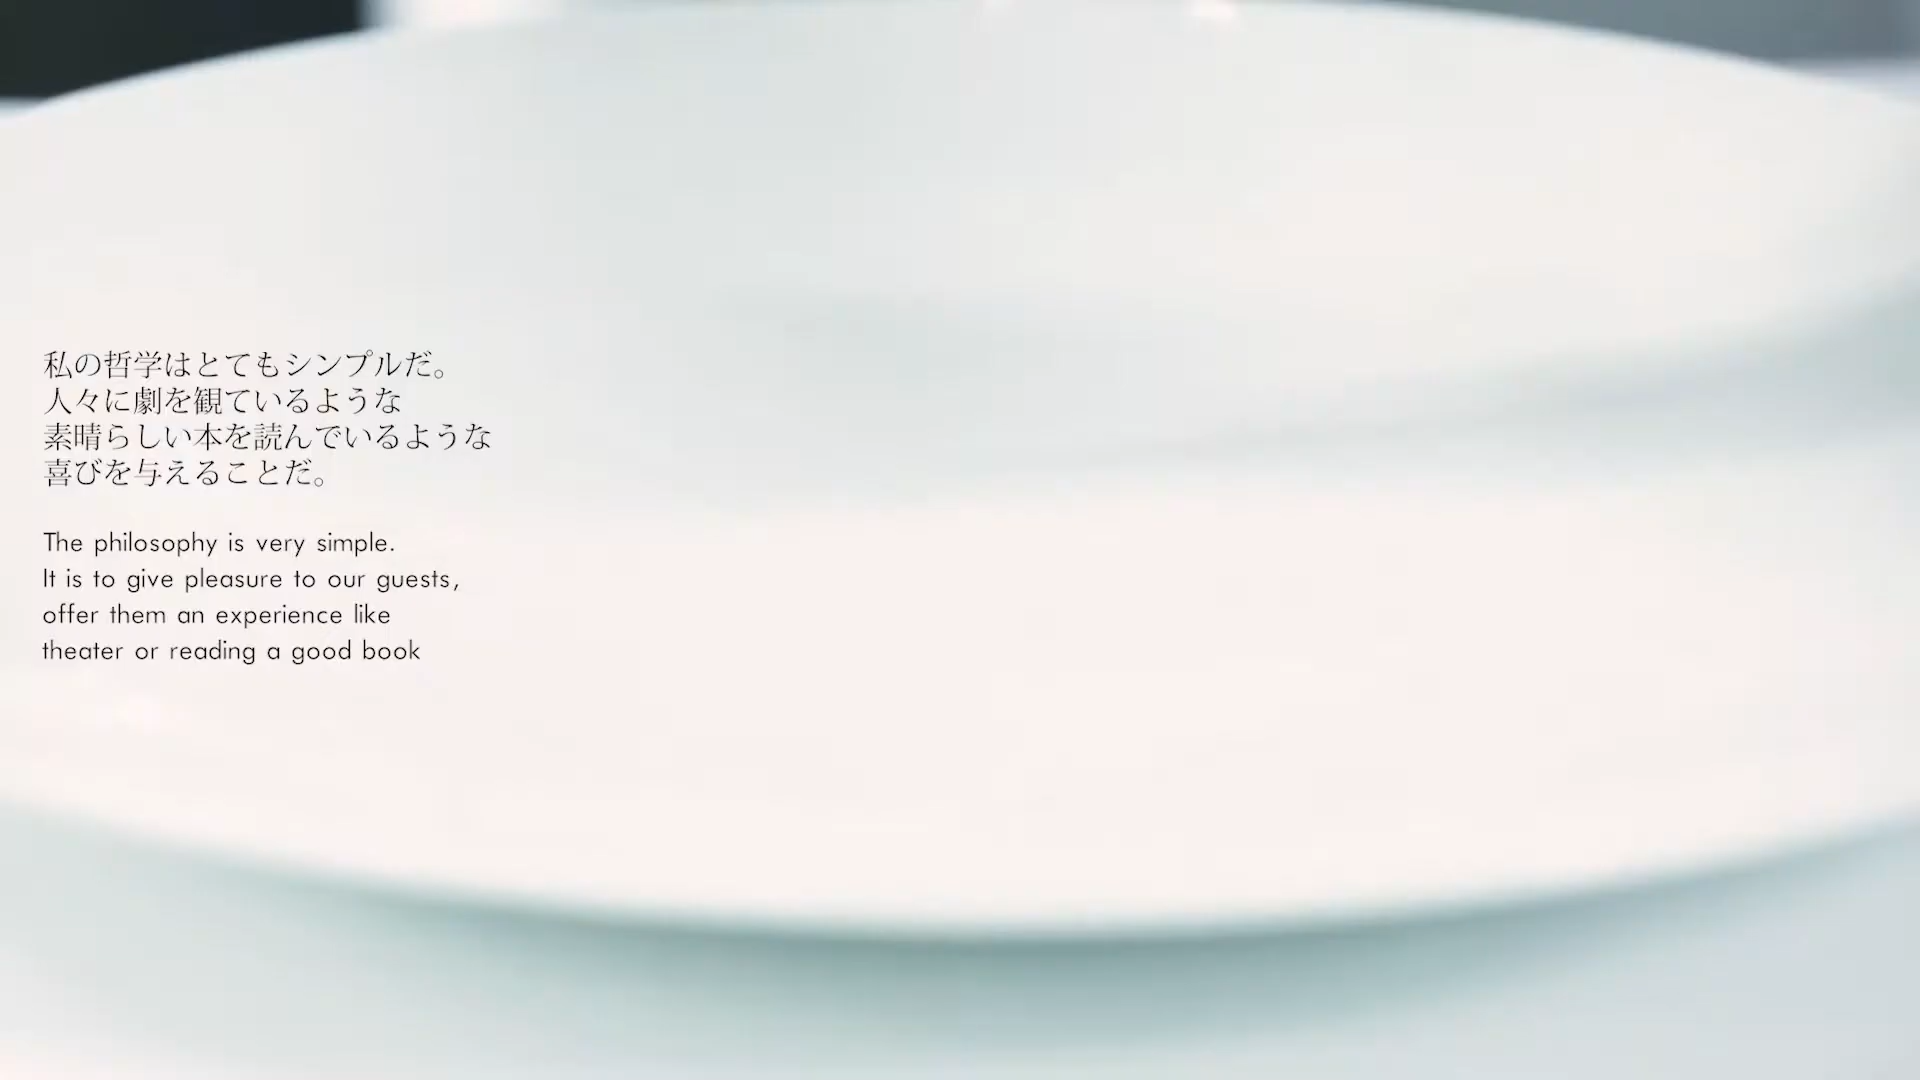 私の哲学はとてもシンプルだ。
人々に劇を観ているような
素晴らしい本を読んでいるような
喜びを与えることだ。
The philosophy is very simple.
It is to give pleasure to our guests,
offer them an experience like
theater or reading a good book